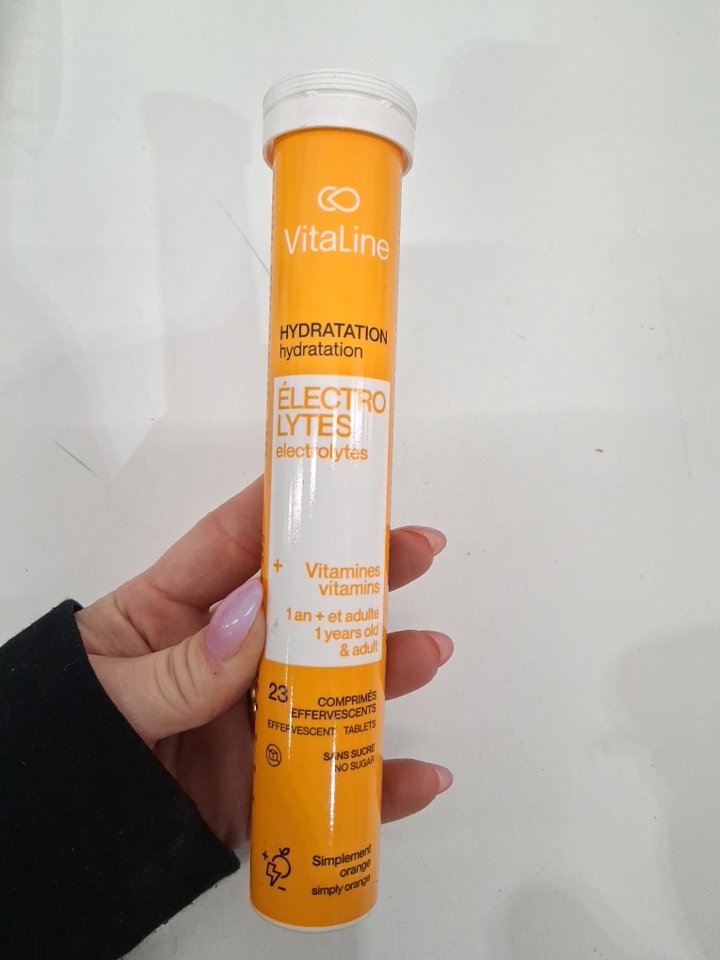 VitaLine
HYDRATATION
hydratation
ÉLECTRO
LYTES
electrolytes
+ Vitamines
vitamins
1 an + et adulte
1 years old
& adult
23 COMPRIMÉS
EFFERVESCENTS
EFFERVESCENT TABLETS
SANS SUCRE
NO SUGAR
Simplement
orange
simply orange